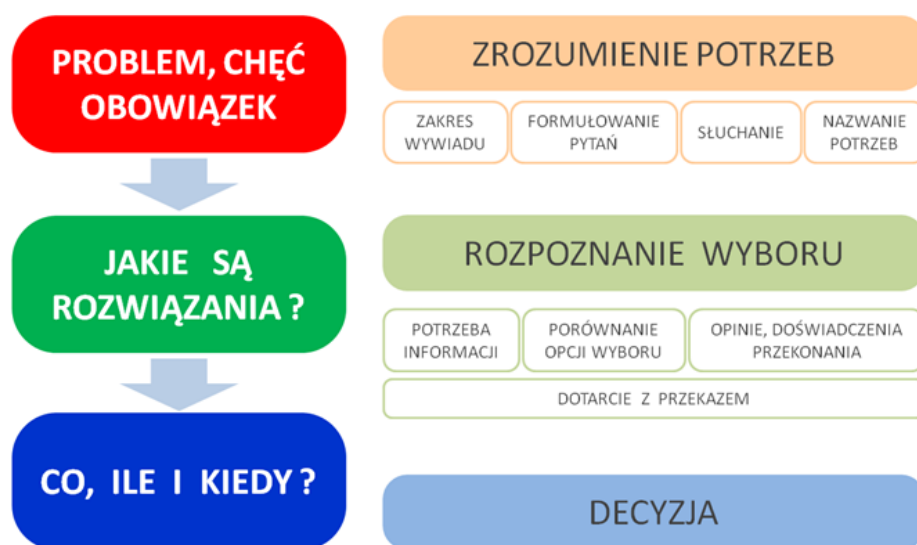 PROBLEM, CHĘĆ
OBOWIĄZEK
ZROZUMIENIE POTRZEB
ZAKRES
WYWIADU
FORMUŁOWANIE
PYTAŃ
SŁUCHANIE
NAZWANIE
POTRZEB
JAKIE SĄ
ROZWIĄZANIA ?
ROZPOZNANIE WYBORU
POTRZEBA
INFORMACJI
PORÓWNANIE
OPCJI WYBORU
OPINIE, DOŚWIADCZENIA
PRZEKONANIA
DOTARCIE Z PRZEKAZEM
CO, ILE I KIEDY ?
DECYZJA